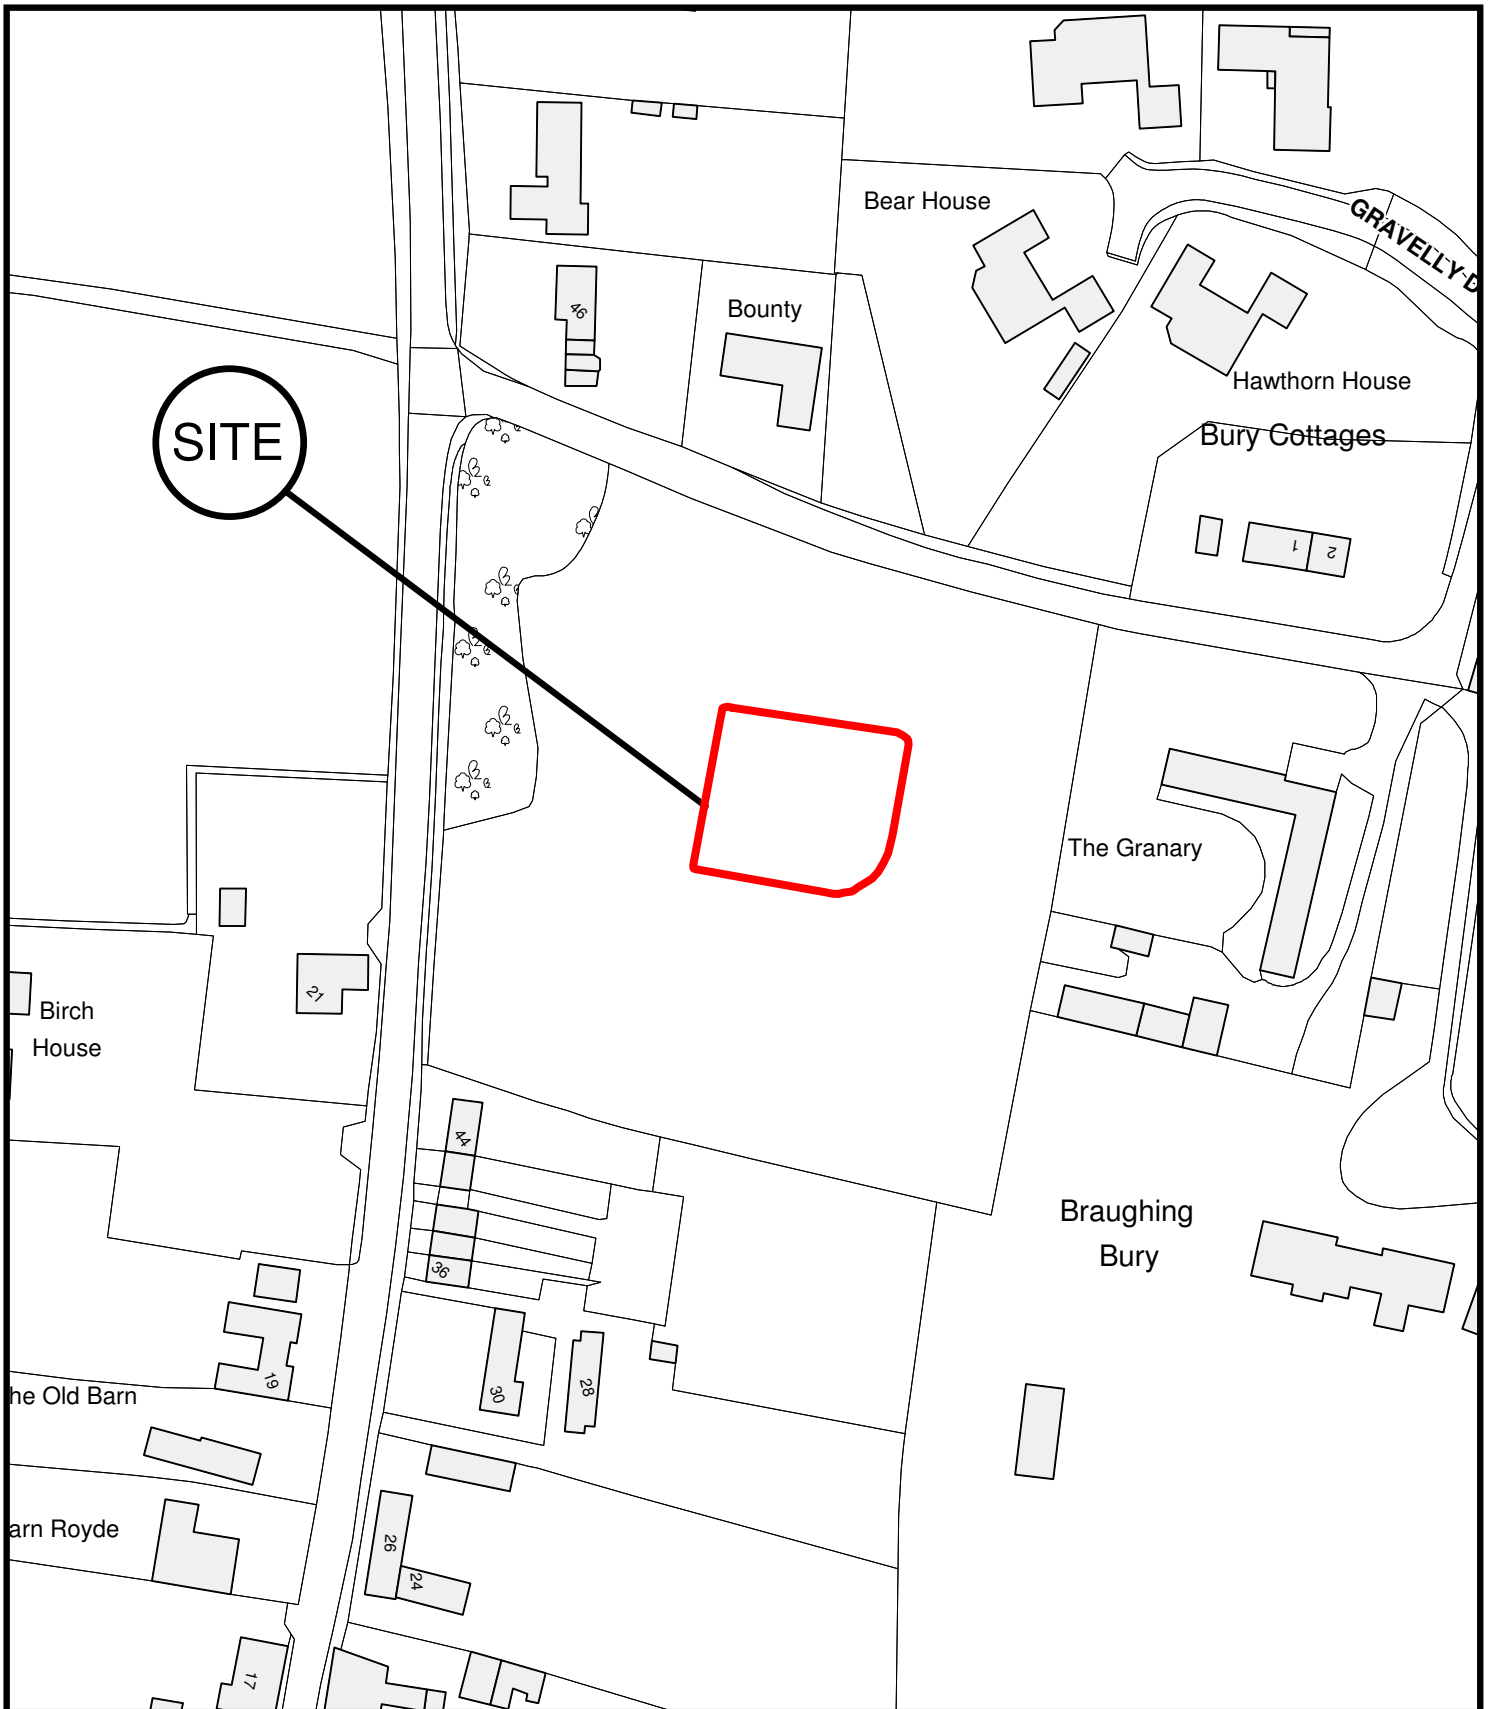 Bear House
GRAVELLY D
46
Bounty
Hawthorn House
SITE
Bury Cottages
1
2
The Granary
21
Birch
House
44
Braughing
Bury
36
19
30
28
he Old Barn
arn Royde
26
24
17